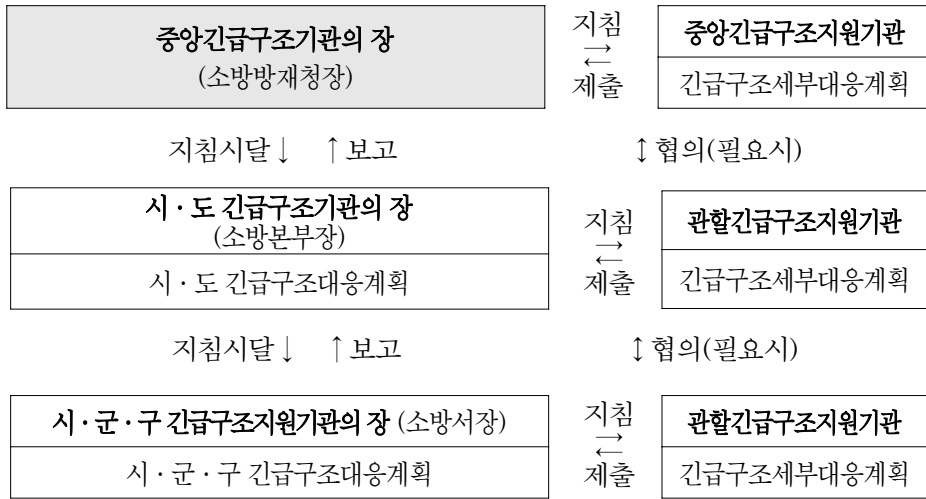 중앙긴급구조기관의 장
(소방방재청장)
지침
→
←
제출
중앙긴급구조지원기관
긴급구조세부대응계획
지침시달↓ ↑보고
↕협의(필요시)
시·도 긴급구조기관의 장
(소방본부장)
시·도 긴급구조대응계획
지침
→
←
제출
관할긴급구조지원기관
긴급구조세부대응계획
지침시달↓ ↑보고
↕협의(필요시)
시·군·구 긴급구조지원기관의 장 (소방서장)
시·군·구 긴급구조대응계획
지침
→
←
제출
관할긴급구조지원기관
긴급구조세부대응계획